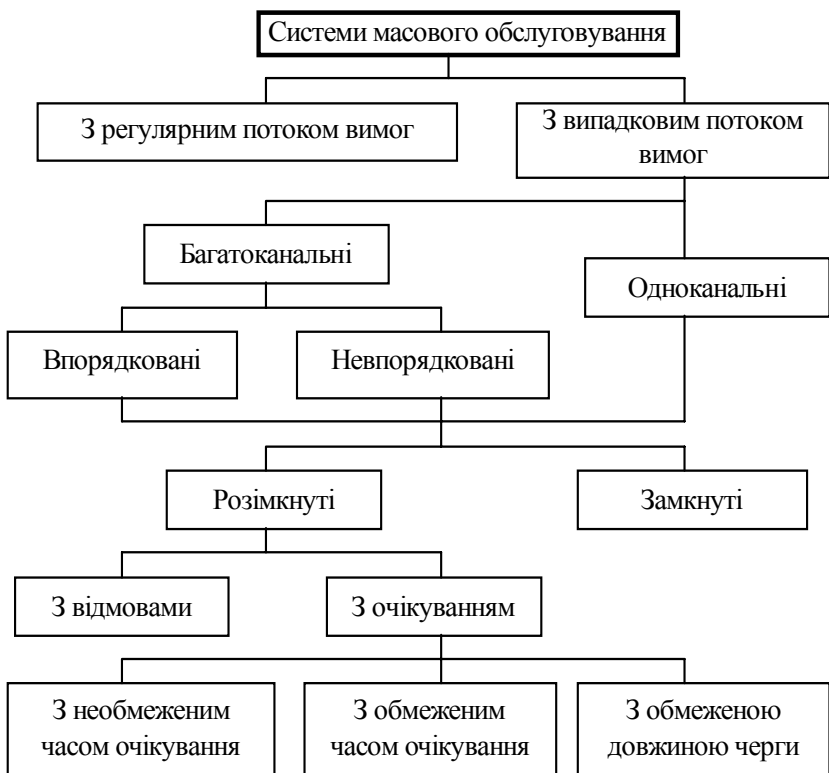 Системи масового обслуговування
З регулярним потоком вимог
З випадковим потоком
вимог
Багатоканальні
Одноканальні
Впорядковані
Невпорядковані
Розімкнуті
Замкнуті
З відмовами
З очікуванням
З необмеженим
часом очікування
З обмеженим
часом очікування
З обмеженою
довжиною черги